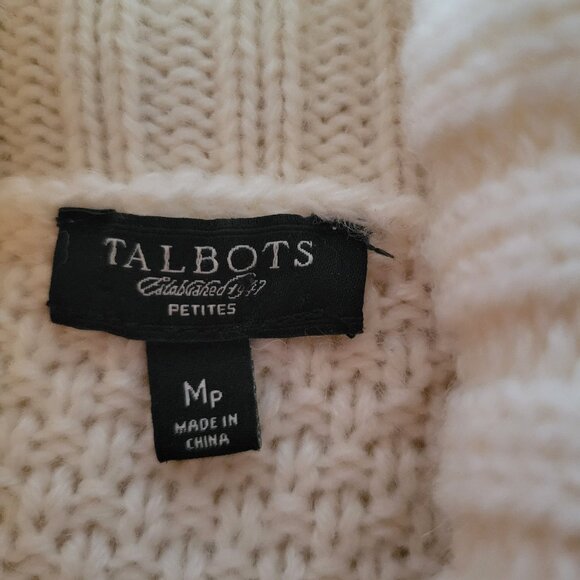 TALBOTS
Established 1947
PETITES
MP
MADE IN
CHINA